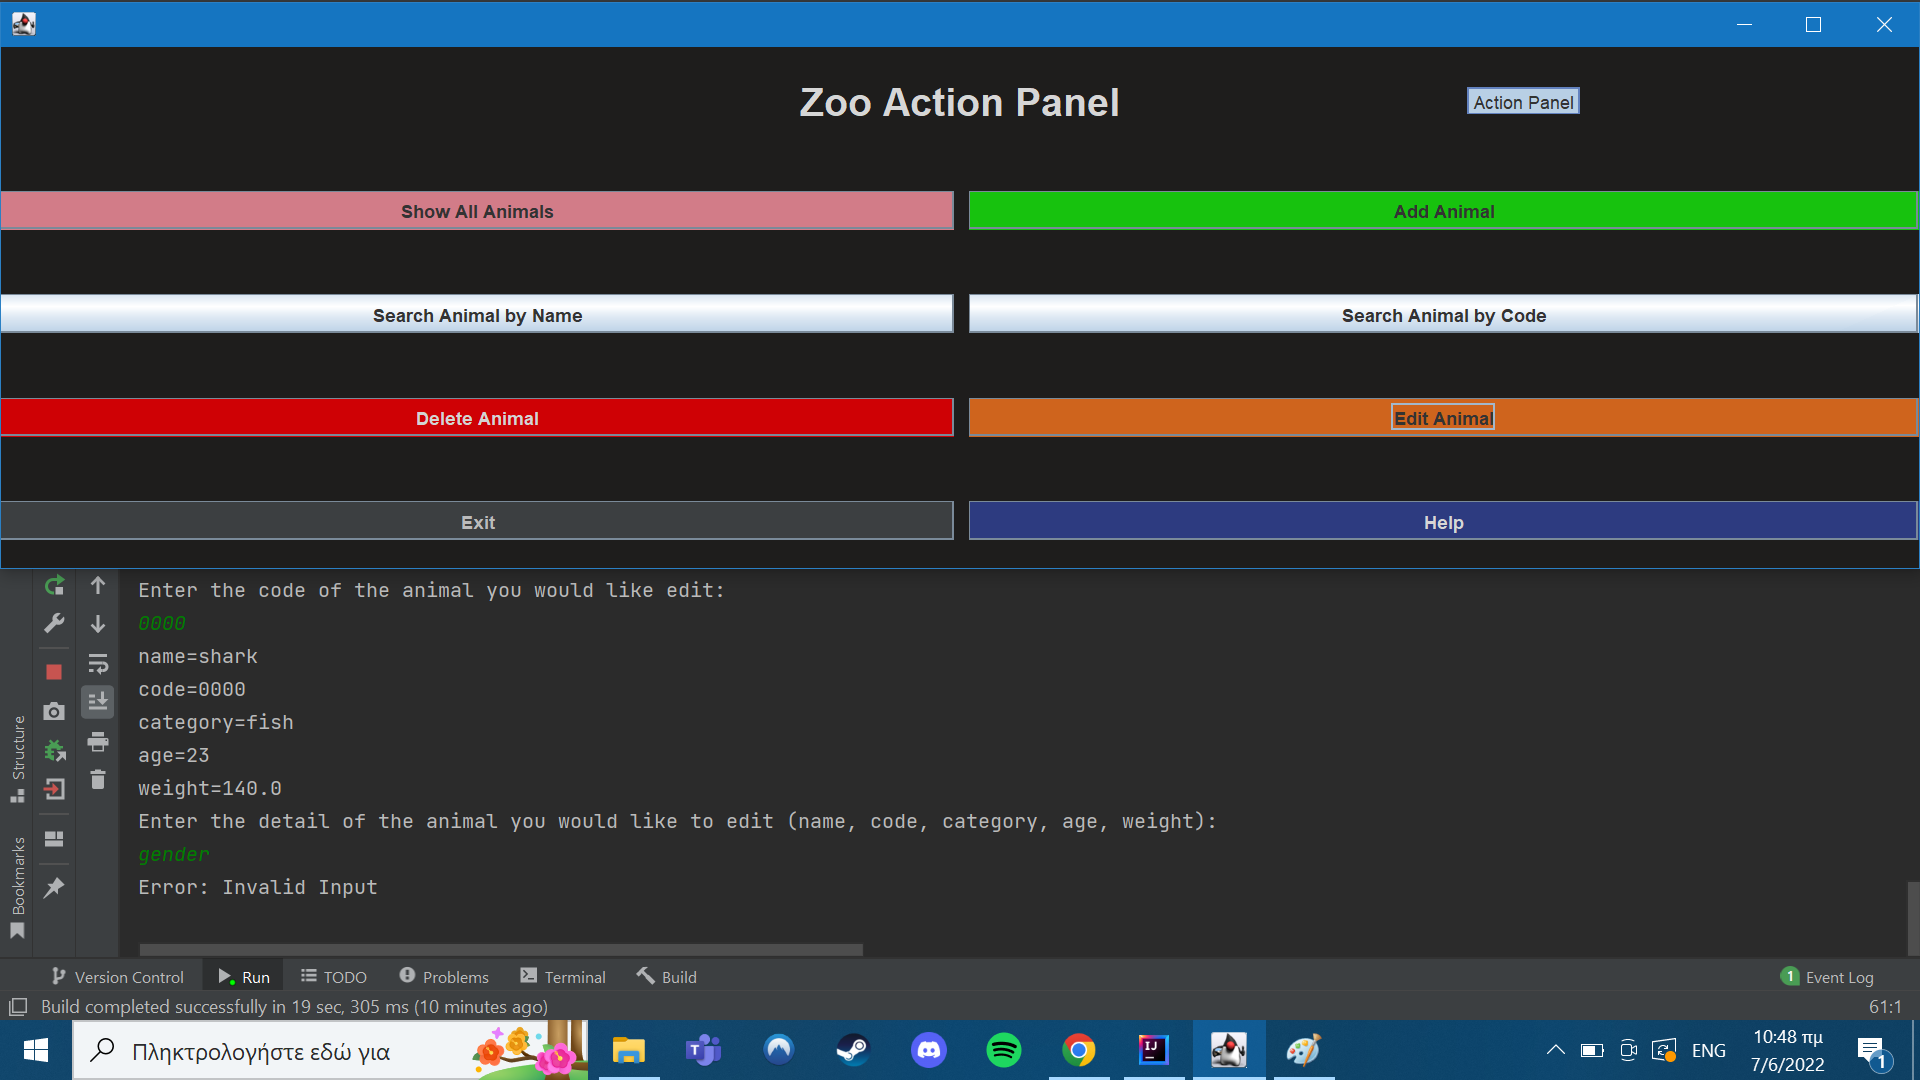 Zoo Action Panel
Action Panel
Show All Animals
Add Animal
Search Animal by Name
Search Animal by Code
Delete Animal
Edit Animal
Exit
Help
Enter the code of the animal you would like edit:
0000
name=shark
code=0000
category=fish
age=23
weight=140.0
Enter the detail of the animal you would like to edit (name, code, category, age, weight):
gender
Error: Invalid Input
Structure
Bookmarks
Version Control
Run
TODO
Problems
Terminal
Build
1
Event Log
Build completed successfully in 19 sec, 305 ms (10 minutes ago)
61:1
Πληκτρολογήστε εδώ για
T
IJ
ENG
10:48 πμ
7/6/2022
1